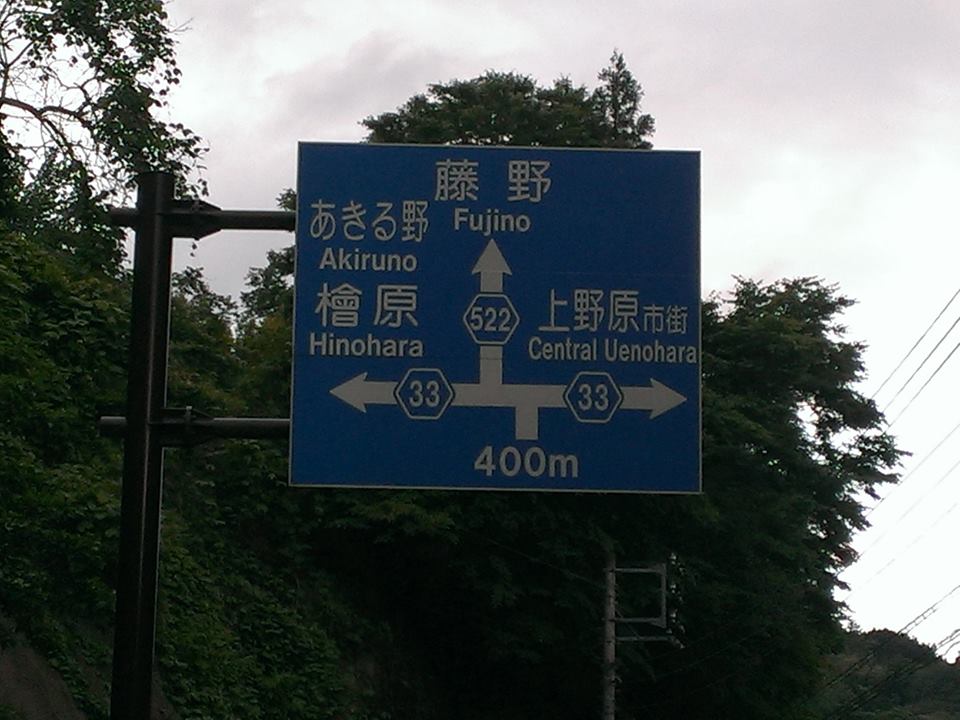 藤野
Fujino
あきる野
Akiruno
檜原
Hinohara
522
上野原市街
Central Uenohara
33
33
400m